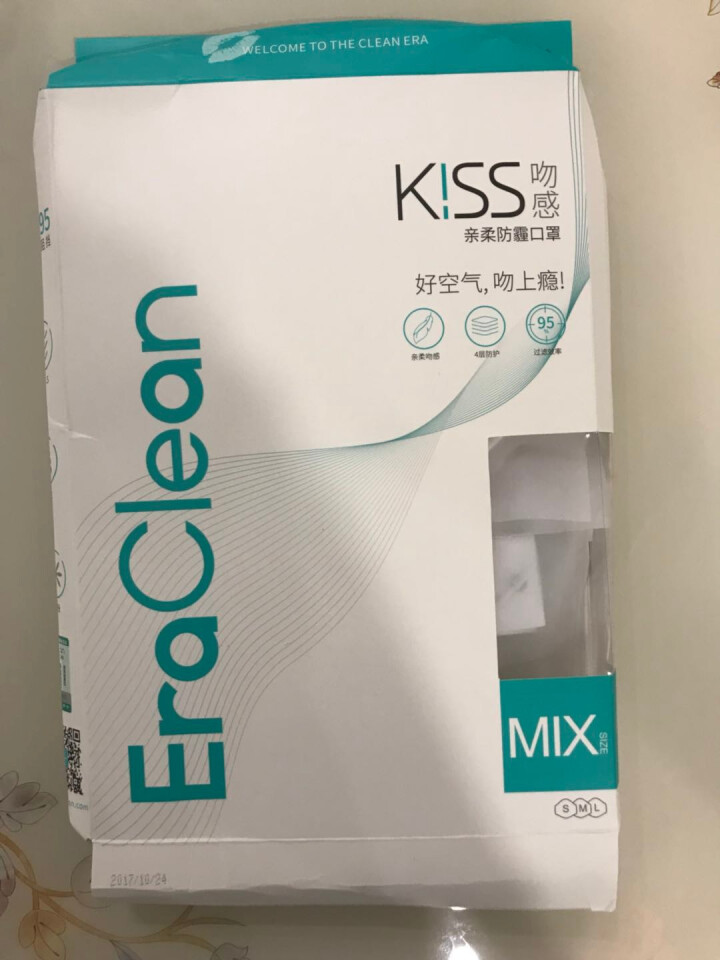 WELCOME TO THE CLEAN ERA
K!SS 吻感
亲柔防霾口罩
好空气,吻上瘾!
95%
亲柔吻感 4层防护 过滤效率
EraClean
95
MIX SIZE
S M L
2017/10/24